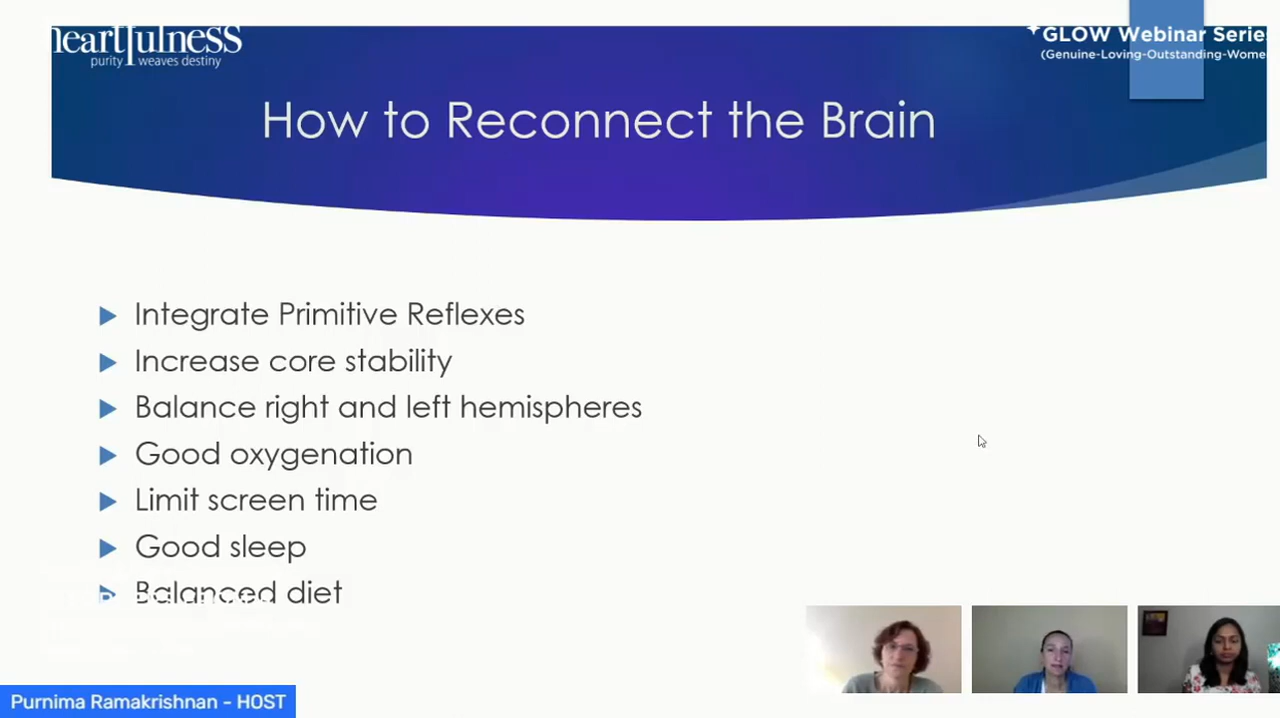 heartfulness
purity weaves destiny
GLOW Webinar Serie
(Genuine-Loving-Outstanding-Wome
How to Reconnect the Brain
Integrate Primitive Reflexes
Increase core stability
Balance right and left hemispheres
Good oxygenation
Limit screen time
Good sleep
Balanced diet
Purnima Ramakrishnan - HOST